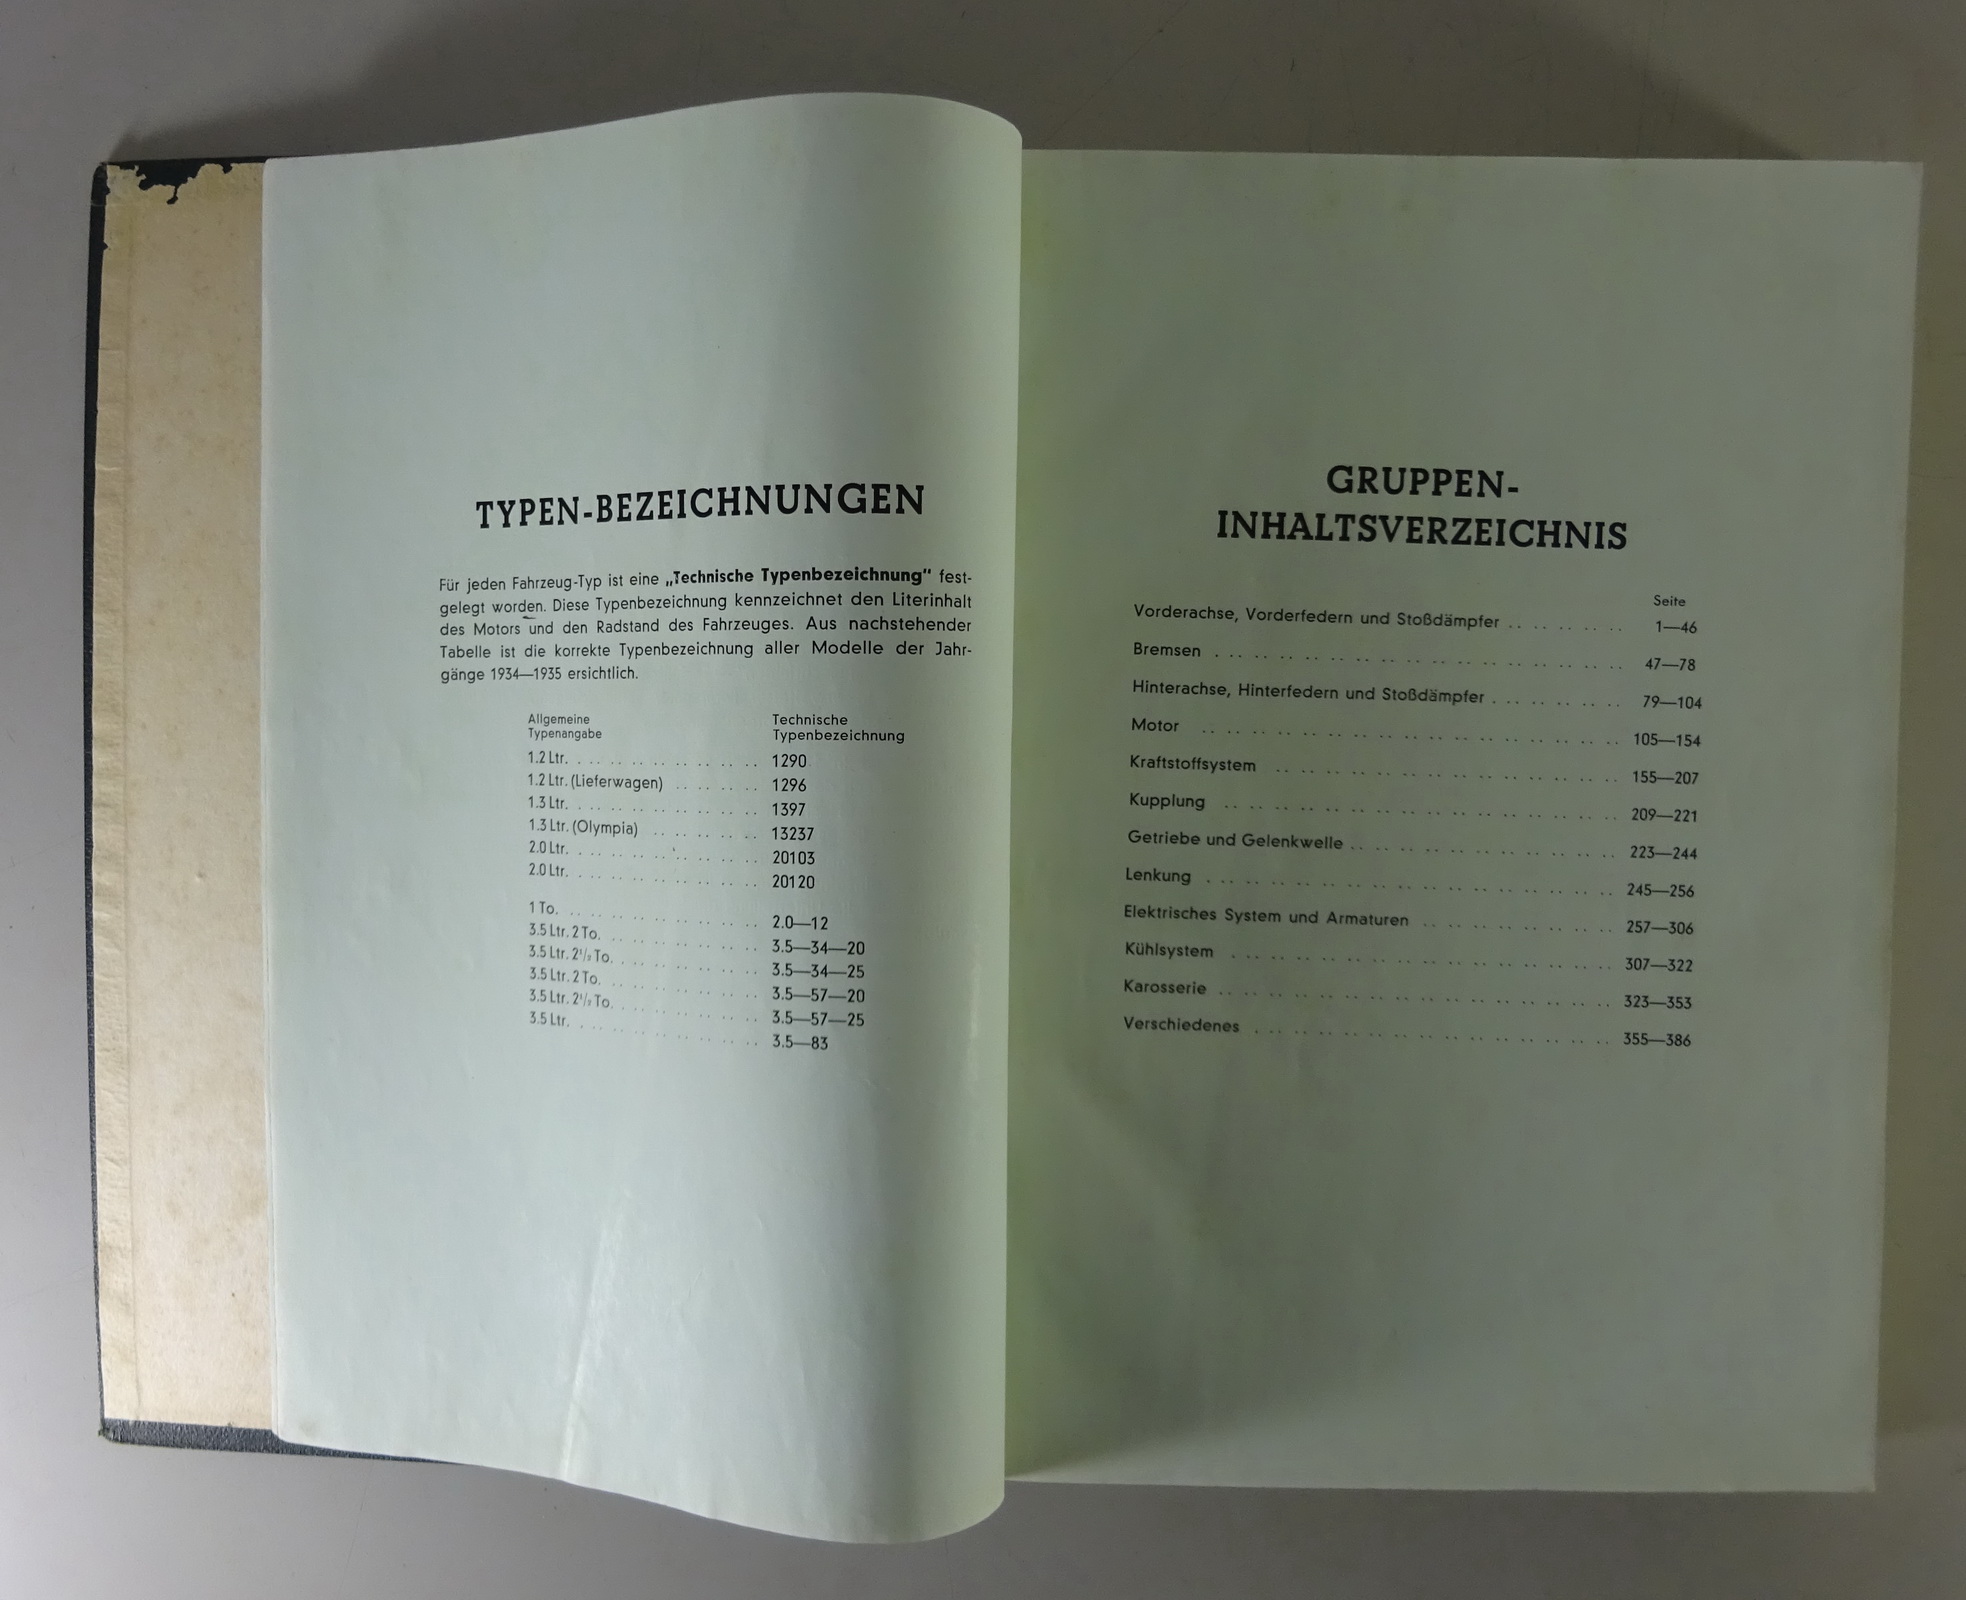 TYPEN-BEZEICHNUNGEN
Für jeden Fahrzeug-Typ ist eine „Technische Typenbezeichnung" fest-
gelegt worden. Diese Typenbezeichnung kennzeichnet den Literinhalt
des Motors und den Radstand des Fahrzeuges. Aus nachstehender
Tabelle ist die korrekte Typenbezeichnung aller Modelle der Jahr-
gänge 1934—1935 ersichtlich.
Allgemeine Technische
Typenangabe Typenbezeichnung
1.2 Ltr. 1290
1.2 Ltr. (Lieferwagen) 1296
1.3 Ltr. 1397
1.3 Ltr. (Olympia) 13237
2.0 Ltr. 20103
2.0 Ltr. 20120
1 To. 2.0—12
3.5 Ltr. 2 To. 3.5—34—20
3.5 Ltr. 2½ To. 3.5—34—25
3.5 Ltr. 2 To. 3.5—57—20
3.5 Ltr. 2½ To. 3.5—57—25
3.5 Ltr. 3.5—83
GRUPPEN-
INHALTSVERZEICHNIS
Seite
Vorderachse, Vorderfedern und Stoßdämpfer 1—46
Bremsen 47—78
Hinterachse, Hinterfedern und Stoßdämpfer 79—104
Motor 105—154
Kraftstoffsystem 155—207
Kupplung 209—221
Getriebe und Gelenkwelle 223—244
Lenkung 245—256
Elektrisches System und Armaturen 257—306
Kühlsystem 307—322
Karosserie 323—353
Verschiedenes 355—386